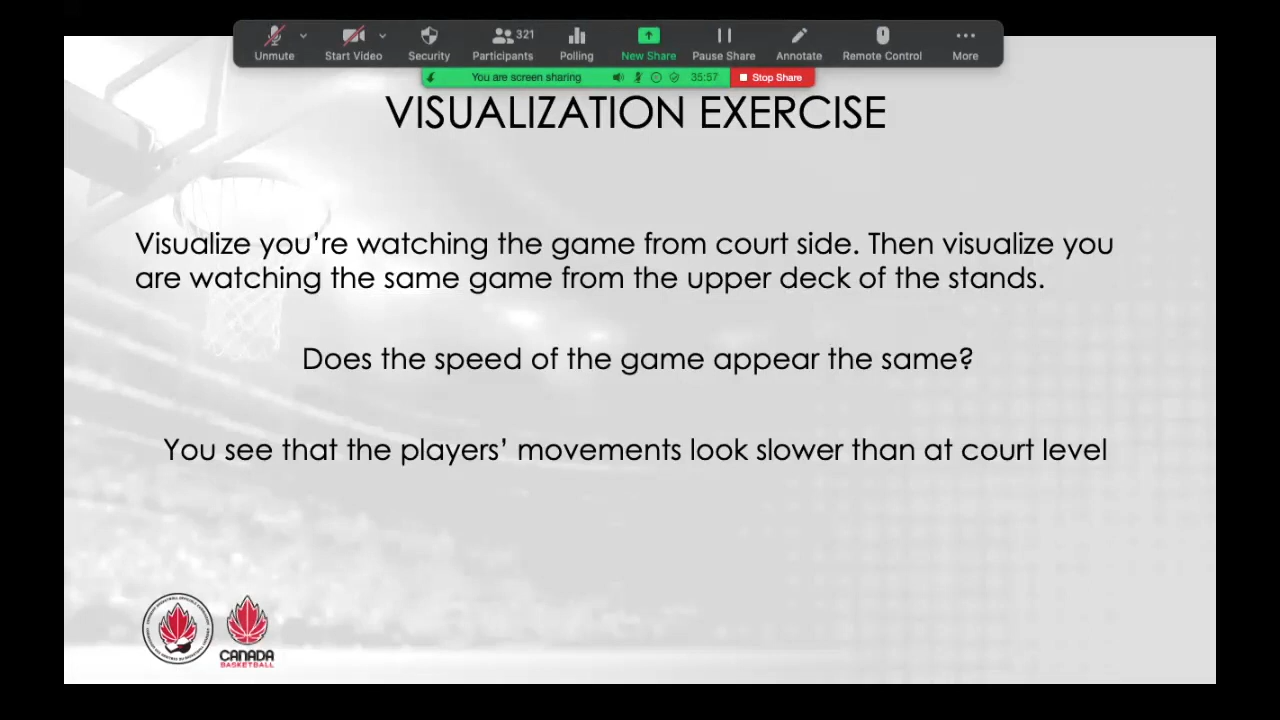 Unmute
Start Video
Security
321
Participants
Polling
New Share
Pause Share
Annotate
Remote Control
More
You are screen sharing
35:57
Stop Share
VISUALIZATION EXERCISE
Visualize you’re watching the game from court side. Then visualize you
are watching the same game from the upper deck of the stands.
Does the speed of the game appear the same?
You see that the players’ movements look slower than at court level
CANADA
BASKETBALL